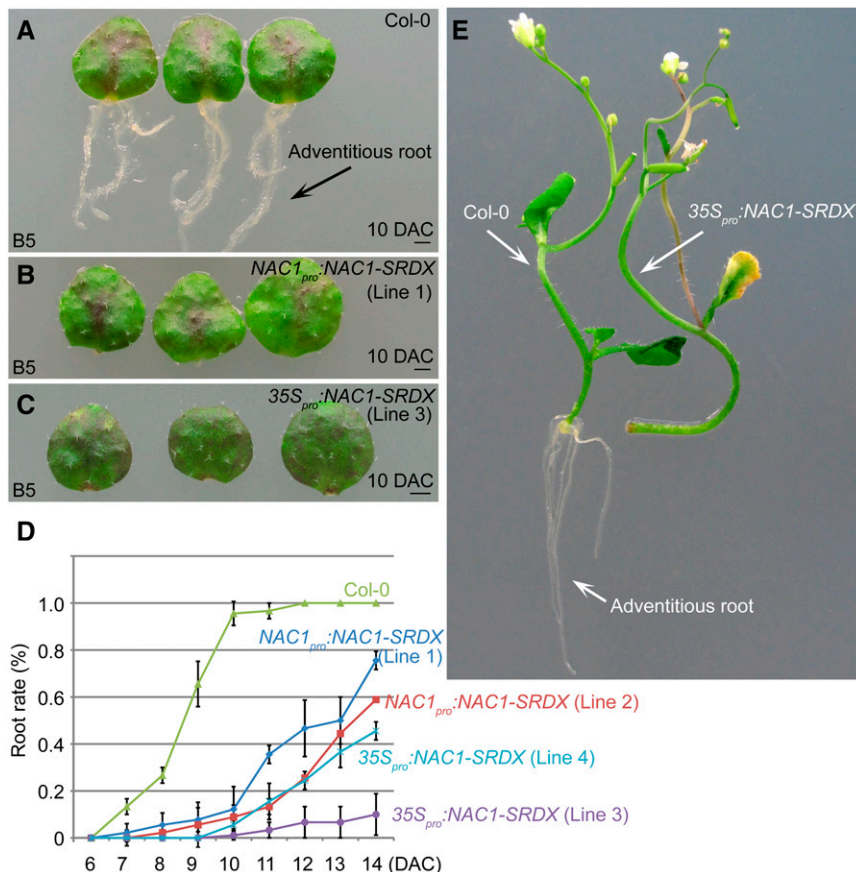 A
Col-0
Adventitious root
B5
10 DAC
B
NAC1pro:NAC1-SRDX
(Line 1)
B5
10 DAC
C
35Spro:NAC1-SRDX
(Line 3)
B5
10 DAC
D
Root rate (%)
1.0
0.8
0.6
0.4
0.2
0
6 7 8 9 10 11 12 13 14 (DAC)
Col-0
NAC1pro:NAC1-SRDX
(Line 1)
NAC1pro:NAC1-SRDX (Line 2)
35Spro:NAC1-SRDX (Line 4)
35Spro:NAC1-SRDX (Line 3)
E
Col-0
35Spro:NAC1-SRDX
Adventitious root